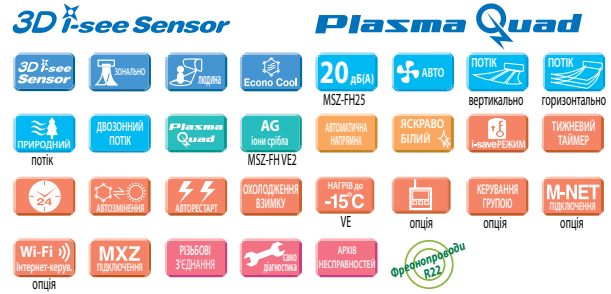 3D i-see Sensor
Plasma Quad
3D i-see
Sensor
ЗОНАЛЬНО
ЛЮДИНА
Econo Cool
20 дБ(А)
MSZ-FH25
АВТО
ПОТІК
вертикально
ПОТІК
горизонтально
ПРИРОДНИЙ
потік
ДВОЗОННИЙ
ПОТІК
Plasma
Quad
AG
іони срібла
MSZ-FH VE2
АВТОМАТИЧНА
НАПРЯМНА
ЯСКРАВО
БІЛИЙ
i-saveРЕЖИМ
ТИЖНЕВИЙ
ТАЙМЕР
24
АВТОЗМІНЕННЯ
АВТОРЕСТАРТ
ОХОЛОДЖЕННЯ
ВЗИМКУ
НАГРІВ до
-15°C
VE
опція
КЕРУВАННЯ
ГРУПОЮ
опція
M-NET
ПІДКЛЮЧЕННЯ
опція
Wi-Fi
Інтернет-керув.
опція
MXZ
ПІДКЛЮЧЕННЯ
РІЗЬБОВІ
З'ЄДНАННЯ
само
діагностика
АРХІВ
НЕСПРАВНОСТЕЙ
Фреонопроводи
R22